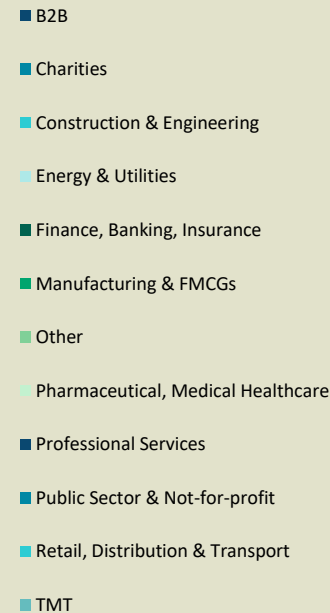 B2B
Charities
Construction & Engineering
Energy & Utilities
Finance, Banking, Insurance
Manufacturing & FMCGs
Other
Pharmaceutical, Medical Healthcare
Professional Services
Public Sector & Not-for-profit
Retail, Distribution & Transport
TMT